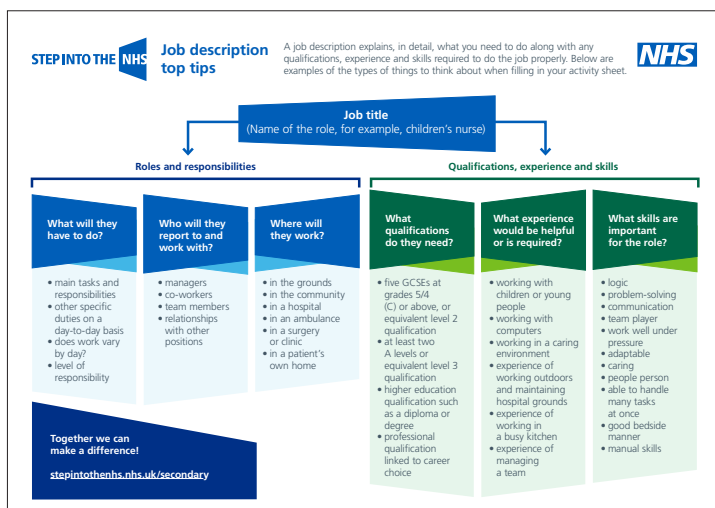 STEP INTO THE NHS
Job description
top tips
A job description explains, in detail, what you need to do along with any
qualifications, experience and skills required to do the job properly. Below are
examples of the types of things to think about when filling in your activity sheet.
NHS
Job title
(Name of the role, for example, children's nurse)
Roles and responsibilities
What will they
have to do?
• main tasks and
responsibilities
• other specific
duties on a
day-to-day basis
• does work vary
by day?
• level of
responsibility
Who will they
report to and
work with?
• managers
• co-workers
• team members
• relationships
with other
positions
Where will
they work?
• in the grounds
• in the community
• in a hospital
• in an ambulance
• in a surgery
or clinic
• in a patient's
own home
Qualifications, experience and skills
What
qualifications
do they need?
• five GCSEs at
grades 5/4
(C) or above, or
equivalent level 2
qualification
• at least two
A levels or
equivalent level 3
qualification
• higher education
qualification such
as a diploma or
degree
• professional
qualification
linked to career
choice
What experience
would be helpful
or is required?
• working with
children or young
people
• working with
computers
• working in a caring
environment
• experience of
working outdoors
and maintaining
hospital grounds
• experience of
working in
a busy kitchen
• experience of
managing
a team
What skills are
important
for the role?
• logic
• problem-solving
• communication
• team player
• work well under
pressure
• adaptable
• caring
• people person
• able to handle
many tasks
at once
• good bedside
manner
• manual skills
Together we can
make a difference!
stepintothenhs.nhs.uk/secondary